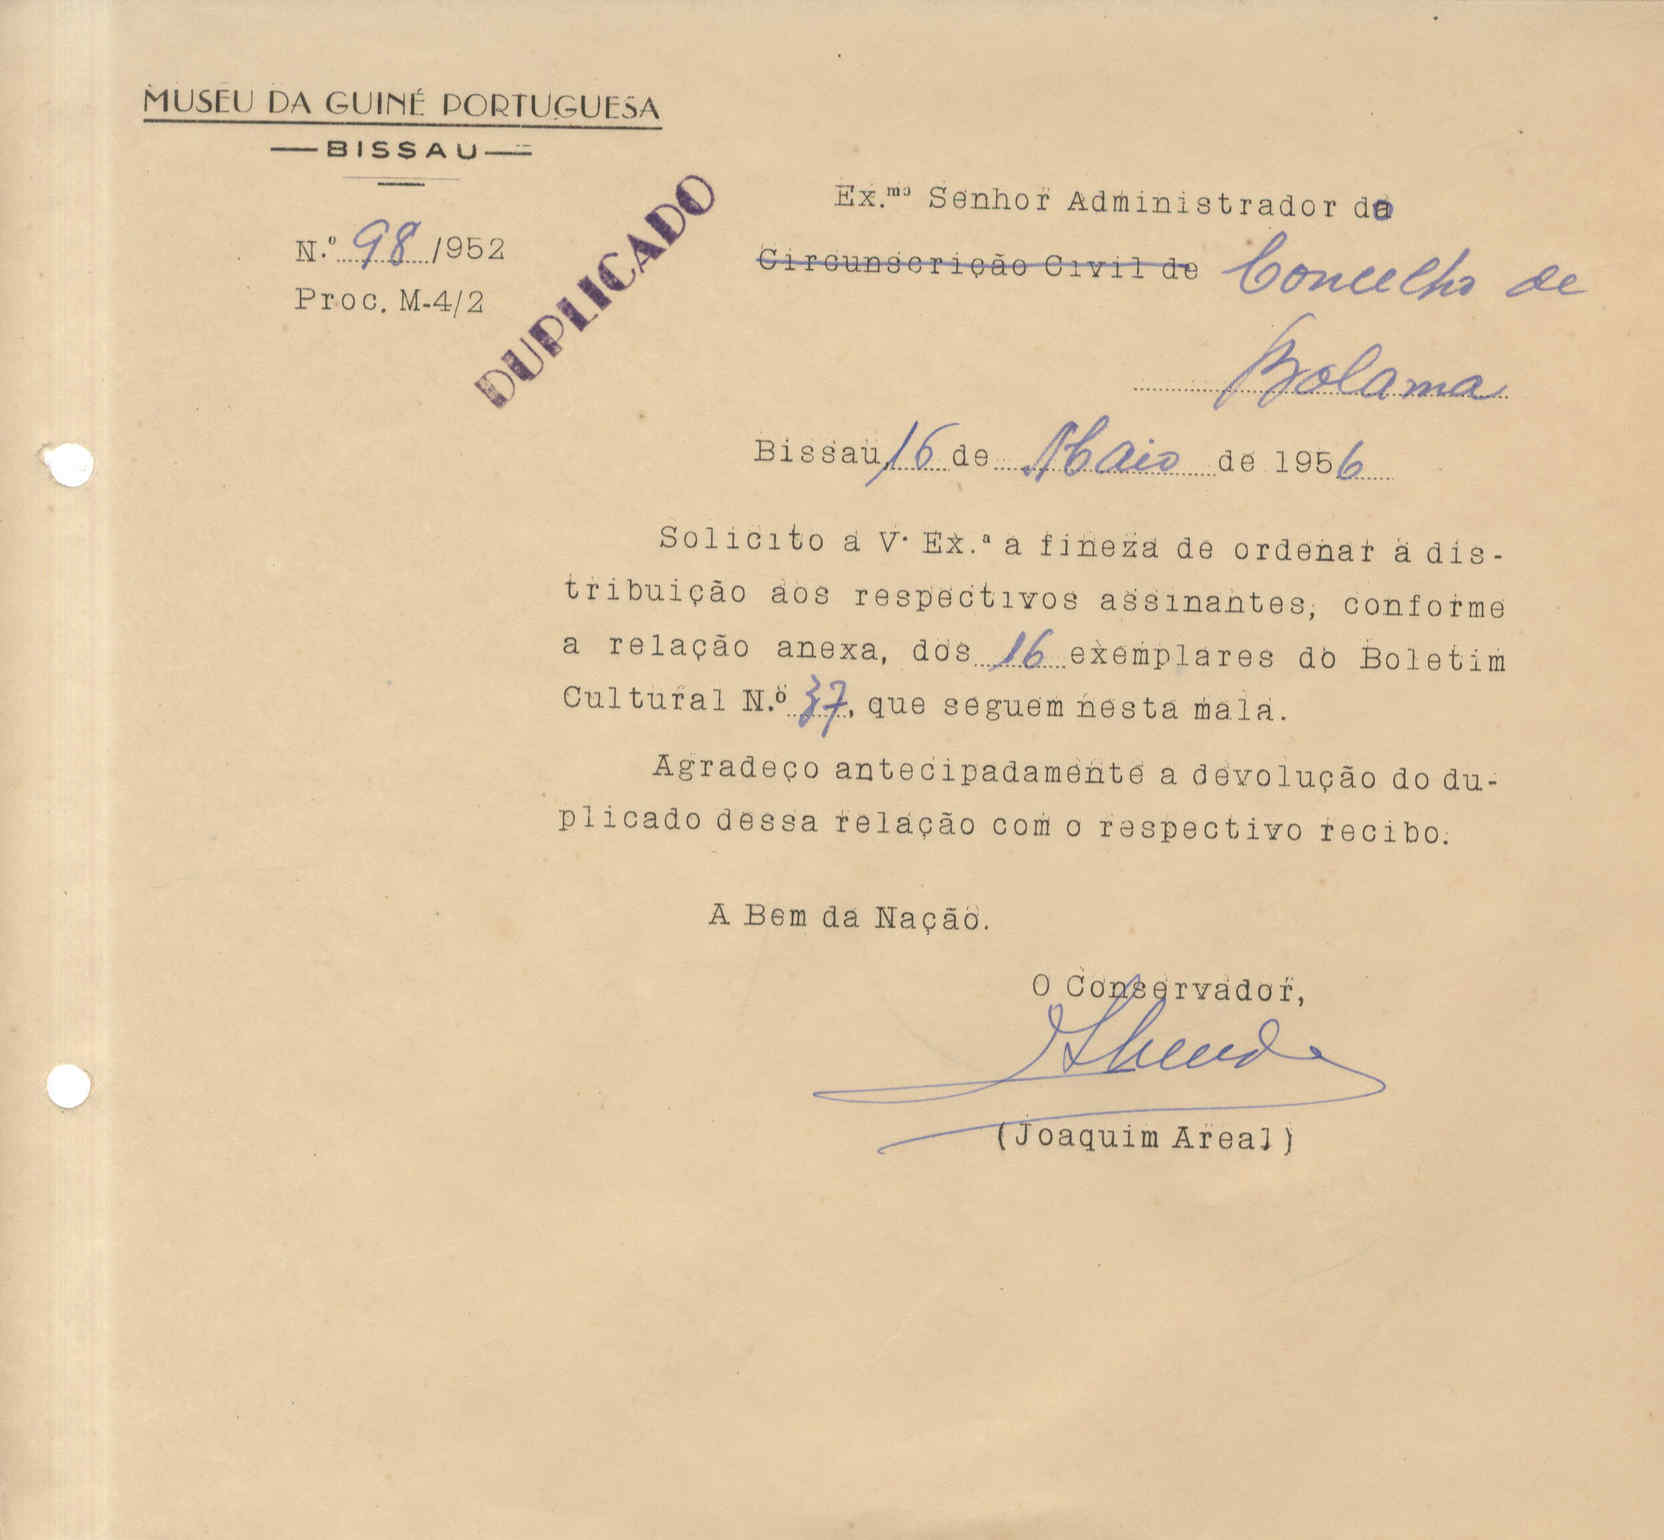 MUSEU DA GUINÉ PORTUGUESA
BISSAU
N.º 98/952
Proc. M-4/2
DUPLICADO
Ex.mo Senhor Administrador do
Circunscrição Civil de Concelho de
Bolama
Bissau, 16 de Maio de 1956
Solicito a V. Ex.ª a fineza de ordenar a dis-
tribuição aos respectivos assinantes, conforme
a relação anexa, dos 16 exemplares do Boletim
Cultural N.º 37, que seguem nesta mala.
Agradeço antecipadamente a devolução do du-
plicado dessa relação com o respectivo recibo.
A Bem da Nação.
O Conservador,
(Joaquim Areal)